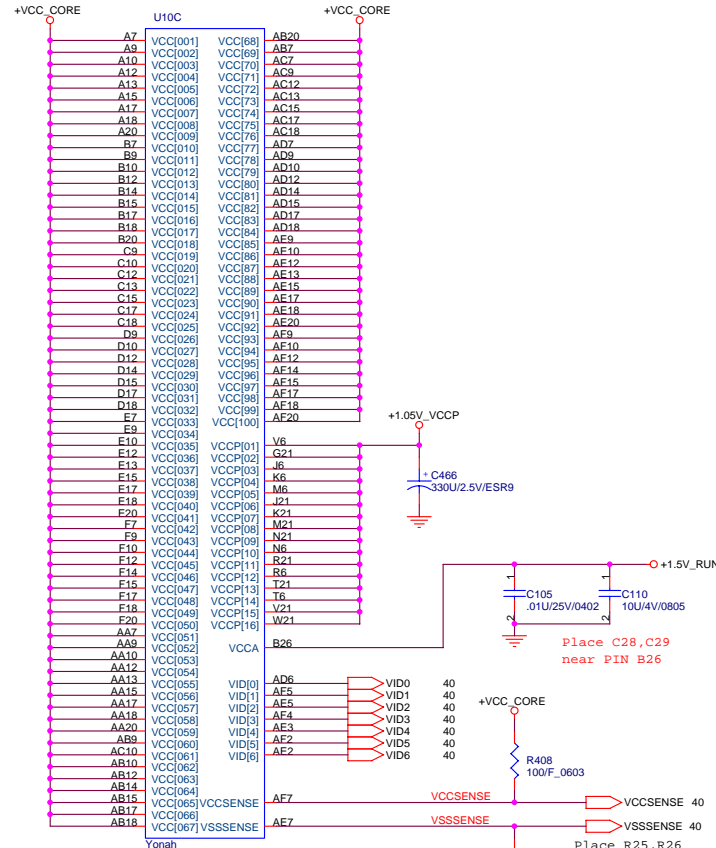 +VCC_CORE
U10C
+VCC_CORE
A7 VCC[001] VCC[68] AB20
A9 VCC[002] VCC[69] AB7
A10 VCC[003] VCC[70] AC7
A12 VCC[004] VCC[71] AC9
A13 VCC[005] VCC[72] AC12
A15 VCC[006] VCC[73] AC13
A17 VCC[007] VCC[74] AC15
A18 VCC[008] VCC[75] AC17
A20 VCC[009] VCC[76] AC18
B7 VCC[010] VCC[77] AD7
B9 VCC[011] VCC[78] AD9
B10 VCC[012] VCC[79] AD10
B12 VCC[013] VCC[80] AD12
B14 VCC[014] VCC[81] AD14
B15 VCC[015] VCC[82] AD15
B17 VCC[016] VCC[83] AD17
B18 VCC[017] VCC[84] AD18
B20 VCC[018] VCC[85] AE9
C9 VCC[019] VCC[86] AE10
C10 VCC[020] VCC[87] AE12
C12 VCC[021] VCC[88] AE13
C13 VCC[022] VCC[89] AE15
C15 VCC[023] VCC[90] AE17
C17 VCC[024] VCC[91] AE18
C18 VCC[025] VCC[92] AE20
D9 VCC[026] VCC[93] AF9
D10 VCC[027] VCC[94] AF10
D12 VCC[028] VCC[95] AF12
D14 VCC[029] VCC[96] AF14
D15 VCC[030] VCC[97] AF15
D17 VCC[031] VCC[98] AF17
D18 VCC[032] VCC[99] AF18
E7 VCC[033] VCC[100] AF20
E9 VCC[034]
E10 VCC[035] VCCP[01] V6
E12 VCC[036] VCCP[02] G21
E13 VCC[037] VCCP[03] J6
E15 VCC[038] VCCP[04] K6
E17 VCC[039] VCCP[05] M6
E18 VCC[040] VCCP[06] J21
E20 VCC[041] VCCP[07] K21
F7 VCC[042] VCCP[08] M21
F9 VCC[043] VCCP[09] N21
F10 VCC[044] VCCP[10] N6
F12 VCC[045] VCCP[11] R21
F14 VCC[046] VCCP[12] R6
F15 VCC[047] VCCP[13] T21
F17 VCC[048] VCCP[14] T6
F18 VCC[049] VCCP[15] V21
F20 VCC[050] VCCP[16] W21
AA7 VCC[051]
AA9 VCC[052] VCCA B26
AA10 VCC[053]
AA12 VCC[054]
AA13 VCC[055] VID[0] AD6 VID0 40
AA15 VCC[056] VID[1] AF5 VID1 40
AA17 VCC[057] VID[2] AE5 VID2 40
AA18 VCC[058] VID[3] AF4 VID3 40
AA20 VCC[059] VID[4] AE3 VID4 40
AB9 VCC[060] VID[5] AF2 VID5 40
AC10 VCC[061] VID[6] AE2 VID6 40
AB10 VCC[062]
AB12 VCC[063]
AB14 VCC[064]
AB15 VCC[065] VCCSENSE AF7 VCCSENSE VCCSENSE 40
AB17 VCC[066]
AB18 VCC[067] VSSSENSE AE7 VSSSENSE VSSSENSE 40
Yonah
+1.05V_VCCP
+ C466
330U/2.5V/ESR9
+1.5V_RUN
1 1
C105 C110
.01U/25V/0402 10U/4V/0805
2 2
Place C28,C29
near PIN B26
+VCC_CORE
R408
100/F_0603
Place R25,R26